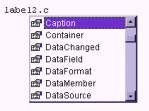 label2.c
Caption
Container
DataChanged
DataField
DataFormat
DataMember
DataSource